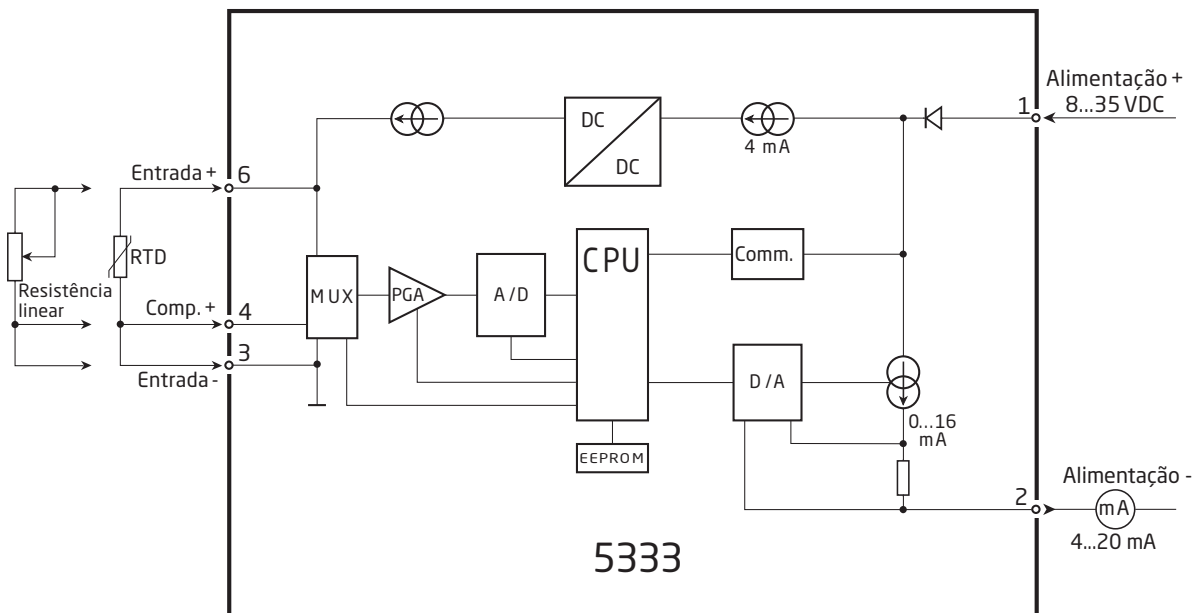 Alimentação +
8...35 VDC
1
DC
DC
4 mA
Entrada +
6
CPU
Comm.
RTD
Resistência
linear
MUX
PGA
A/D
Comp. +
4
3
Entrada -
D/A
0...16
mA
EEPROM
Alimentação -
2
mA
4...20 mA
5333